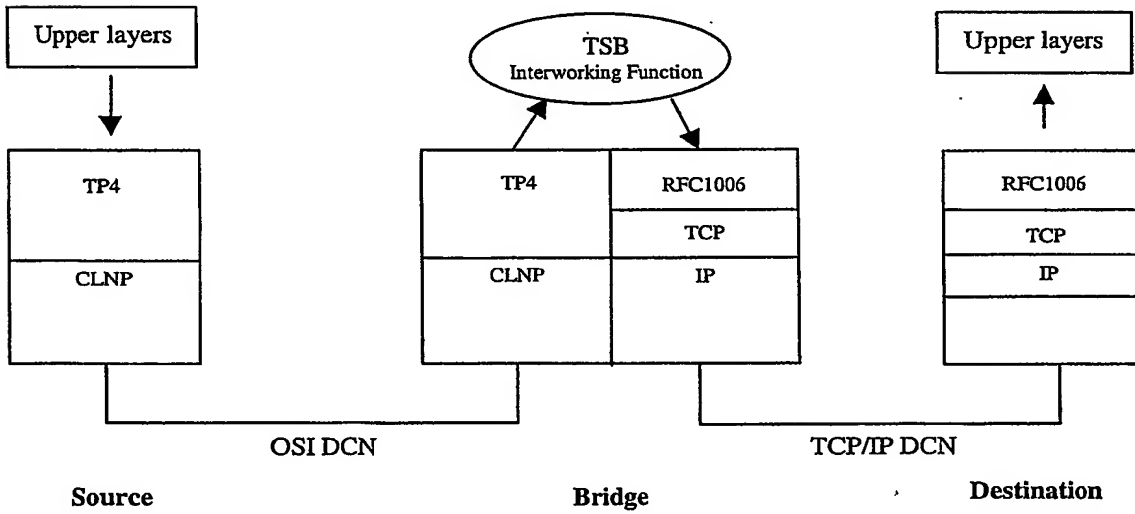 Upper layers
TSB
Interworking Function
Upper layers
TP4
TP4
RFC1006
RFC1006
TCP
TCP
CLNP
CLNP
IP
IP
OSI DCN
TCP/IP DCN
Source
Bridge
Destination